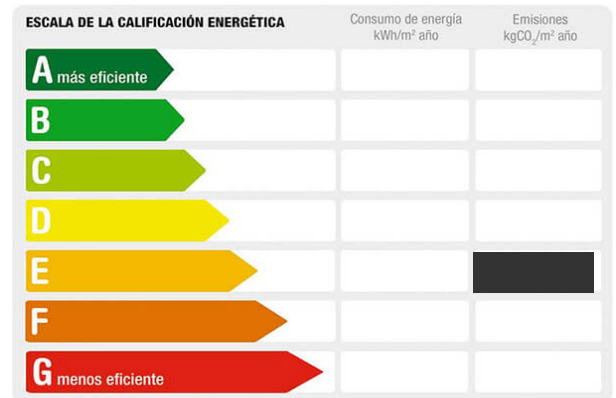 ESCALA DE LA CALIFICACIÓN ENERGÉTICA
Consumo de energía
kWh/m² año
Emisiones
kgCO₂/m² año
A más eficiente
B
C
D
E
F
G menos eficiente